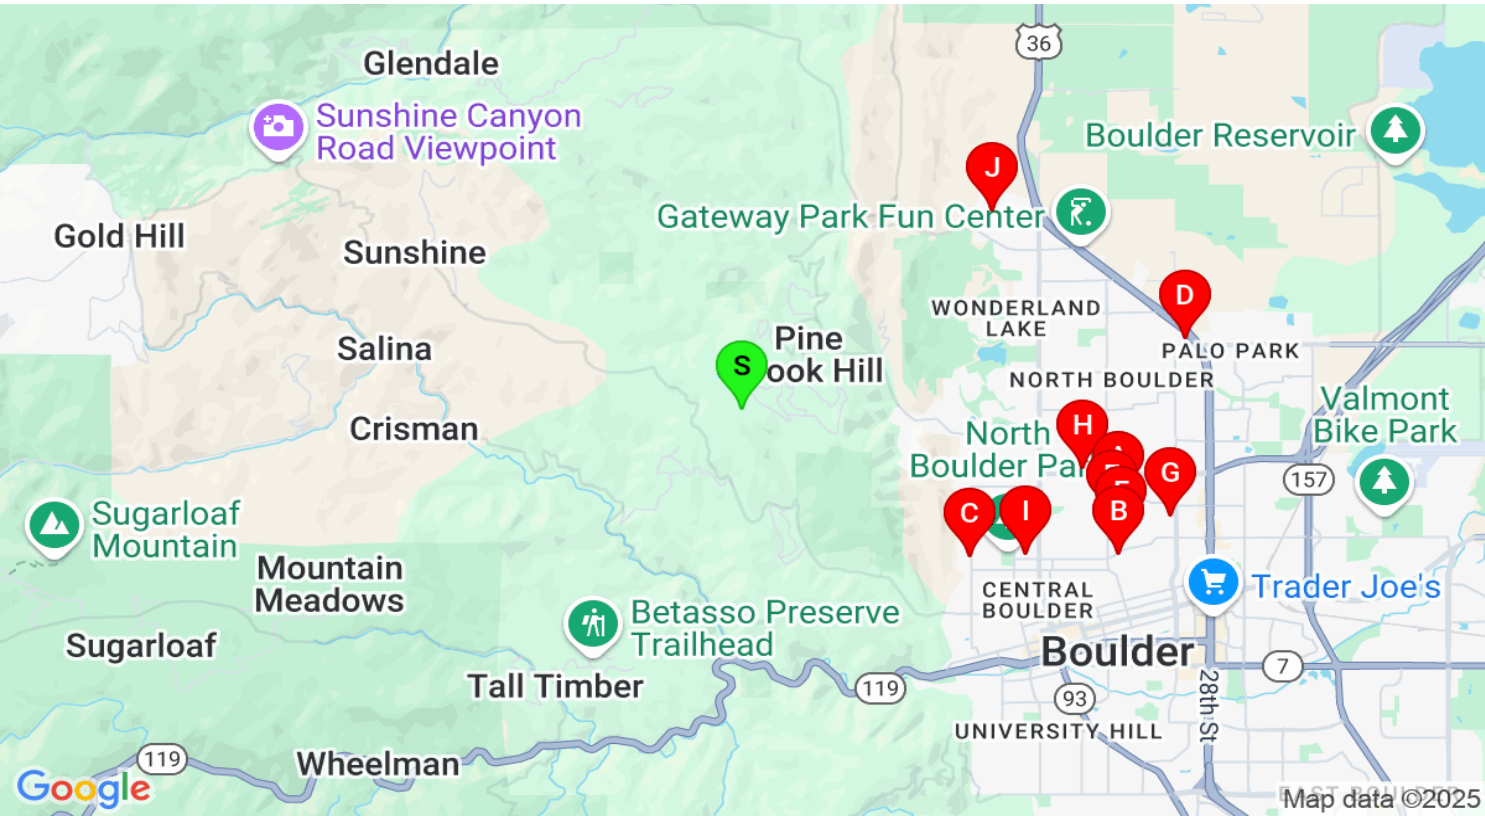 36
Glendale
Sunshine Canyon
Road Viewpoint
Boulder Reservoir
J
Gateway Park Fun Center
Gold Hill
Sunshine
D
WONDERLAND
LAKE
Pine
ook Hill
S
Salina
PALO PARK
NORTH BOULDER
Valmont
Bike Park
Crisman
H
North
Boulder Par
A
G
157
B
C
I
Sugarloaf
Mountain
Mountain
Meadows
CENTRAL
BOULDER
Trader Joe's
Betasso Preserve
Trailhead
Sugarloaf
Boulder
7
Tall Timber
119
93
28th St
UNIVERSITY HILL
119
Wheelman
Google
Map data ©2025